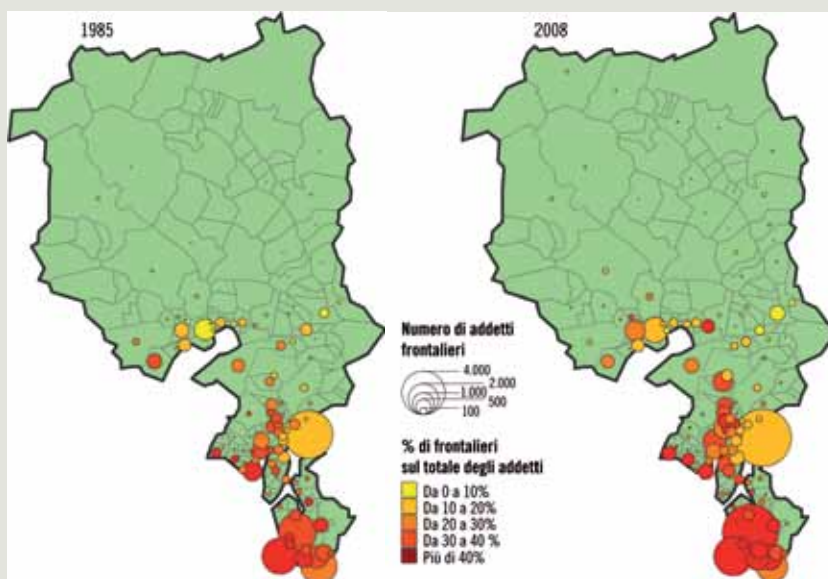 1985
2008
Numero di addetti
frontalieri
4.000
2.000
1.000
500
100
% di frontalieri
sul totale degli addetti
Da 0 a 10%
Da 10 a 20%
Da 20 a 30%
Da 30 a 40 %
Più di 40%